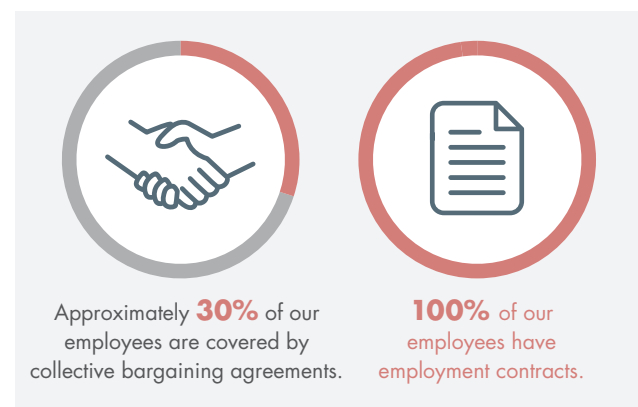 Approximately 30% of our
employees are covered by
collective bargaining agreements.
100% of our
employees have
employment contracts.